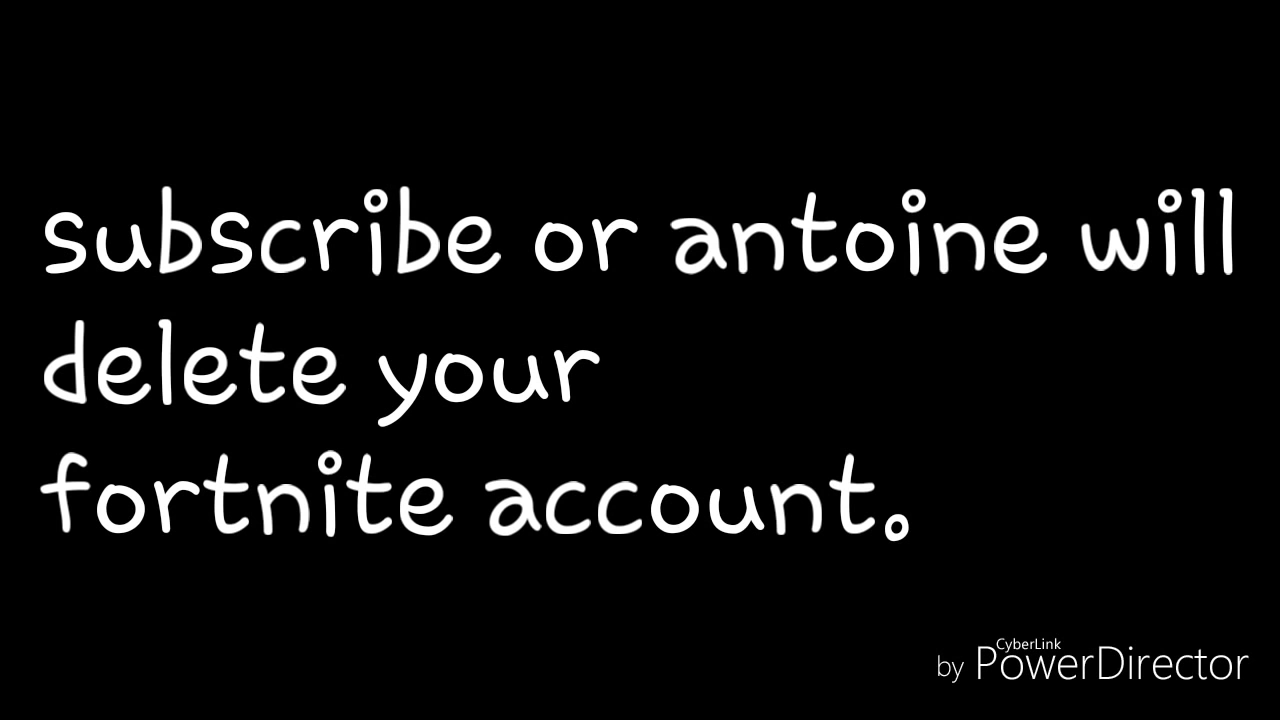 subscribe or antoine will
delete your
fortnite account.
by CyberLink PowerDirector